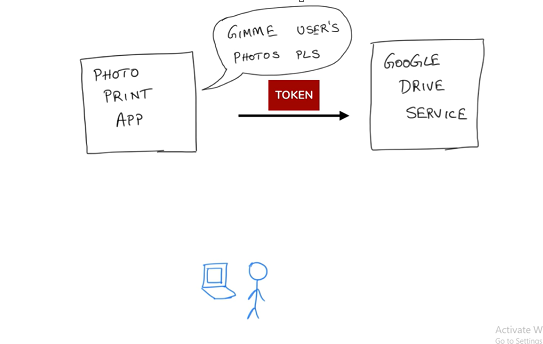 GIMME USER'S
PHOTOS PLS
PHOTO
PRINT
APP
TOKEN
GOOGLE
DRIVE
SERVICE
Activate W
Go to Settings